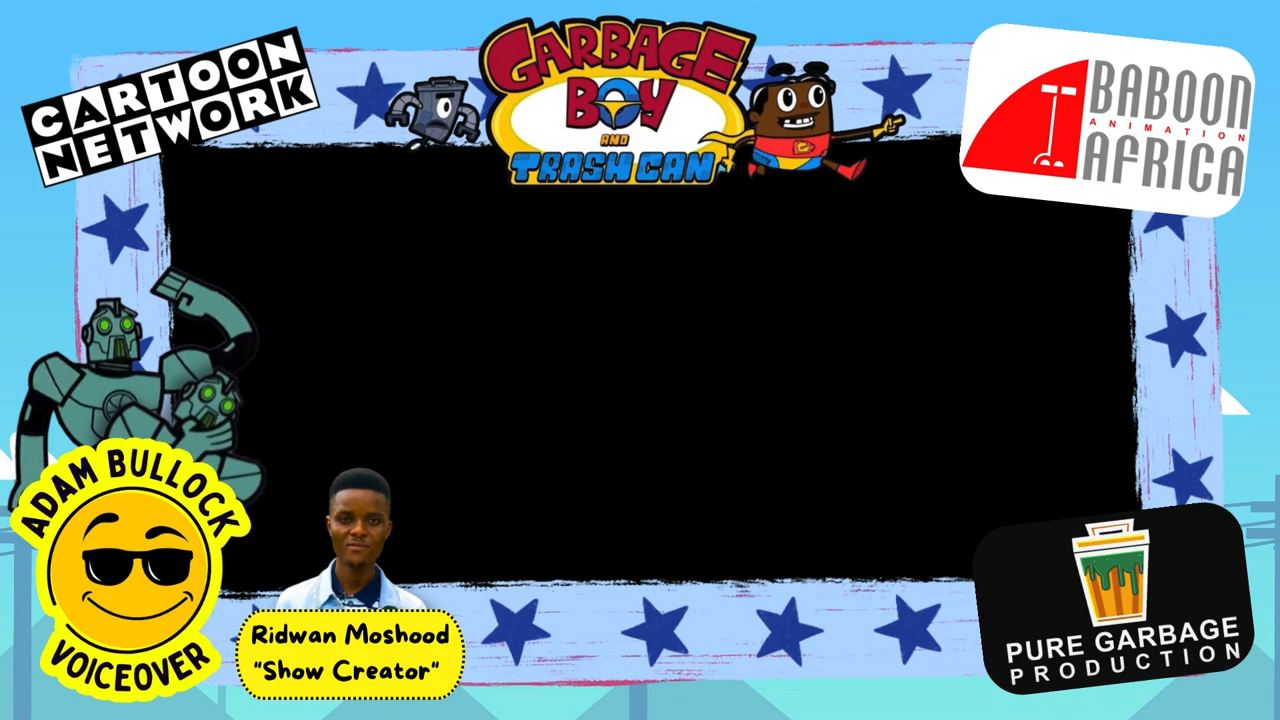 CARTOON
NETWORK
GARBAGE
BOY
AND
TRASH CAN
BABOON
ANIMATION
AFRICA
ADAM BULLOCK
VOICEOVER
Ridwan Moshood
"Show Creator"
PURE GARBAGE
PRODUCTION